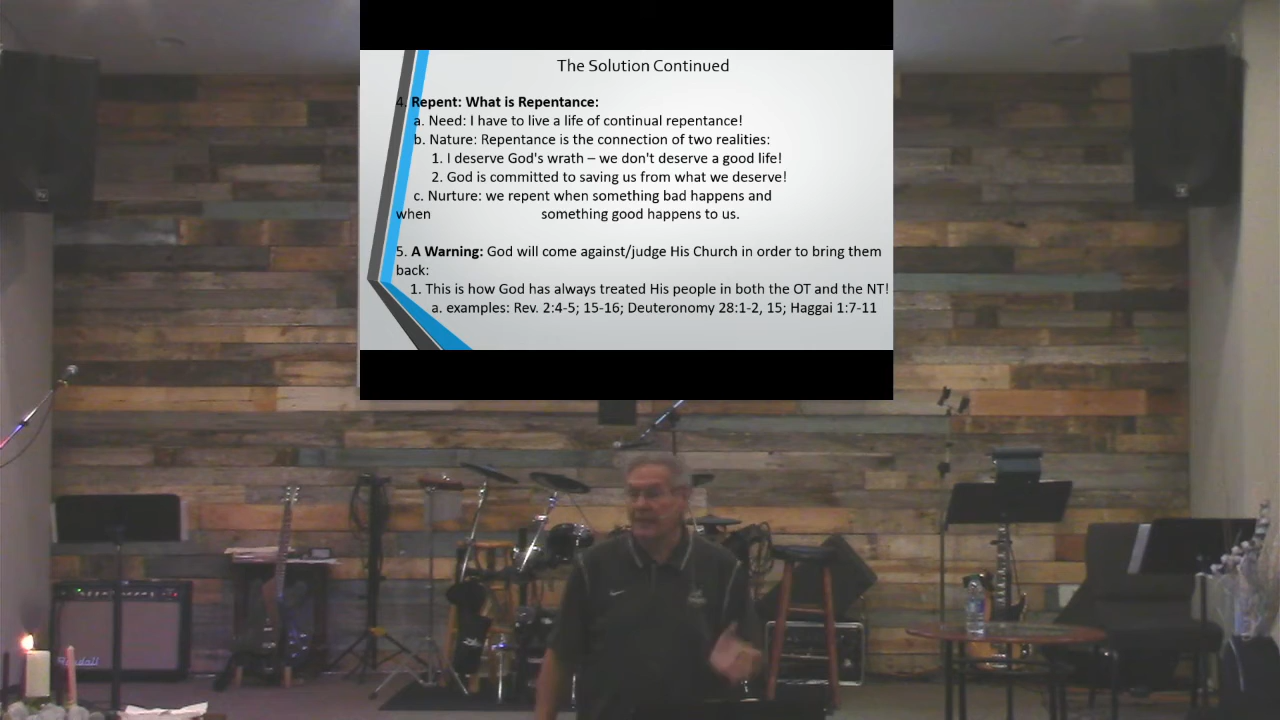 The Solution Continued
4. Repent: What is Repentance:
a. Need: I have to live a life of continual repentance!
b. Nature: Repentance is the connection of two realities:
1. I deserve God's wrath – we don't deserve a good life!
2. God is committed to saving us from what we deserve!
c. Nurture: we repent when something bad happens and
when something good happens to us.
5. A Warning: God will come against/judge His Church in order to bring them
back:
1. This is how God has always treated His people in both the OT and the NT!
a. examples: Rev. 2:4-5; 15-16; Deuteronomy 28:1-2, 15; Haggai 1:7-11
Randall